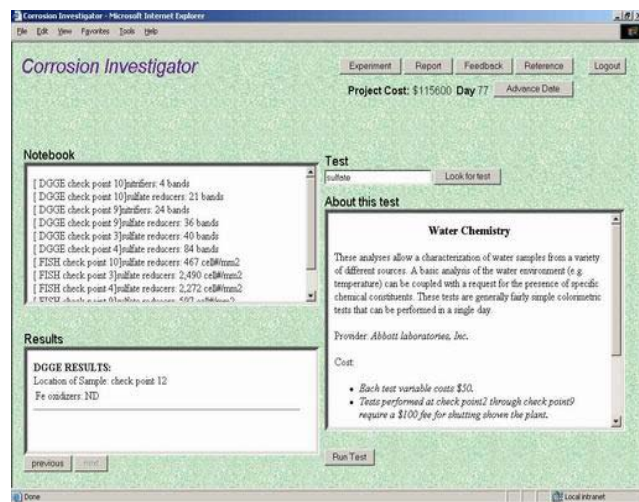 Corrosion Investigator - Microsoft Internet Explorer
File Edit View Favorites Tools Help
Corrosion Investigator
Experiment Report Feedback Reference Logout
Project Cost: $115600 Day 77 Advance Date
Notebook
[ DGGE check point 10]nitrifiers: 4 bands
[ DGGE check point 10]sulfate reducers: 21 bands
[ DGGE check point 9]nitrifiers: 24 bands
[ DGGE check point 9]sulfate reducers: 36 bands
[ DGGE check point 3]sulfate reducers: 40 bands
[ DGGE check point 4]sulfate reducers: 84 bands
[ FISH check point 10]sulfate reducers: 467 cell#/mm2
[ FISH check point 3]sulfate reducers: 2,490 cell#/mm2
[ FISH check point 4]sulfate reducers: 2,272 cell#/mm2
[ FISH check point 9]sulfate reducers: 597 cell#/mm2
Results
DGGE RESULTS:
Location of Sample: check point 12
Fe oxidizers: ND
previous next
Test
sulfate Look for test
About this test
Water Chemistry
These analyses allow a characterization of water samples from a variety
of different sources. A basic analysis of the water environment (e.g.
temperature) can be coupled with a request for the presence of specific
chemical constituents. These tests are generally fairly simple colorimetric
tests that can be performed in a single day.
Provider: Abbott laboratories, Inc.
Cost:
• Each test variable costs $50.
• Tests performed at check point2 through check point9
require a $100 fee for shutting shown the plant.
Run Test
Done Local intranet